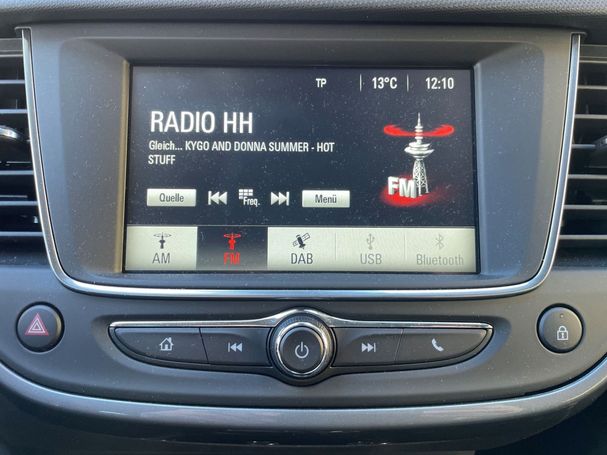 TP 13°C 12:10
RADIO HH
Gleich... KYGO AND DONNA SUMMER - HOT
STUFF
FM
Quelle Freq. Menü
AM FM DAB USB Bluetooth